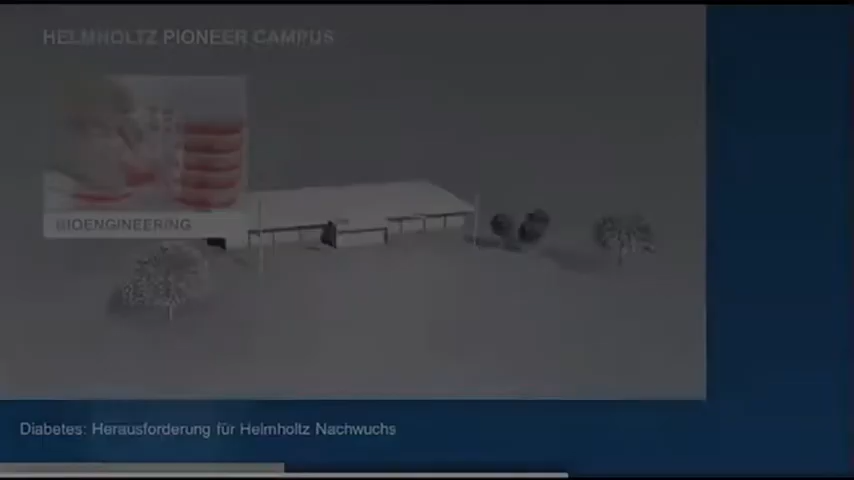 HELMHOLTZ PIONEER CAMPUS
BIOENGINEERING
Diabetes: Herausforderung für Helmholtz Nachwuchs